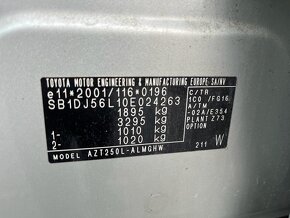 TOYOTA MOTOR ENGINEERING & MANUFACTURING EUROPE SA/NV
e11*2001/116*0196
SB1DJ56L10E024263
1895 kg
3295 kg
1- 1010 kg
2- 1020 kg
MODEL AZT250L-ALMGHW
C/TR
1C0 /FG16
A/TM
-02A/E354
PLANT Z73
211 W